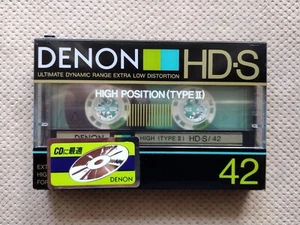 DENON HD-S
ULTIMATE DYNAMIC RANGE EXTRA LOW DISTORTION
HIGH POSITION (TYPE II)
DENON HIGH (TYPE II) HD-S/42
CDに最適
DENON
42